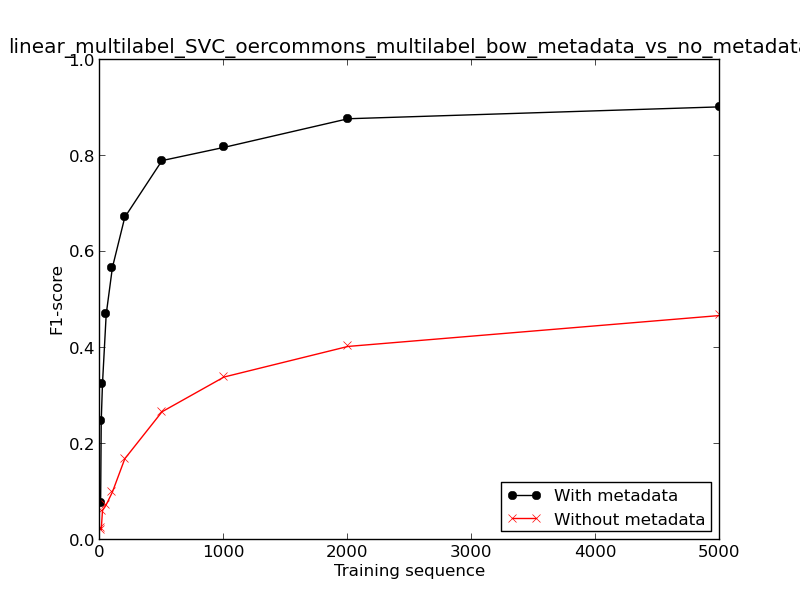 linear_multilabel_SVC_oercommons_multilabel_bow_metadata_vs_no_metadata
1.0
0.8
0.6
0.4
0.2
0.0
F1-score
0
1000
2000
3000
4000
5000
Training sequence
With metadata
Without metadata